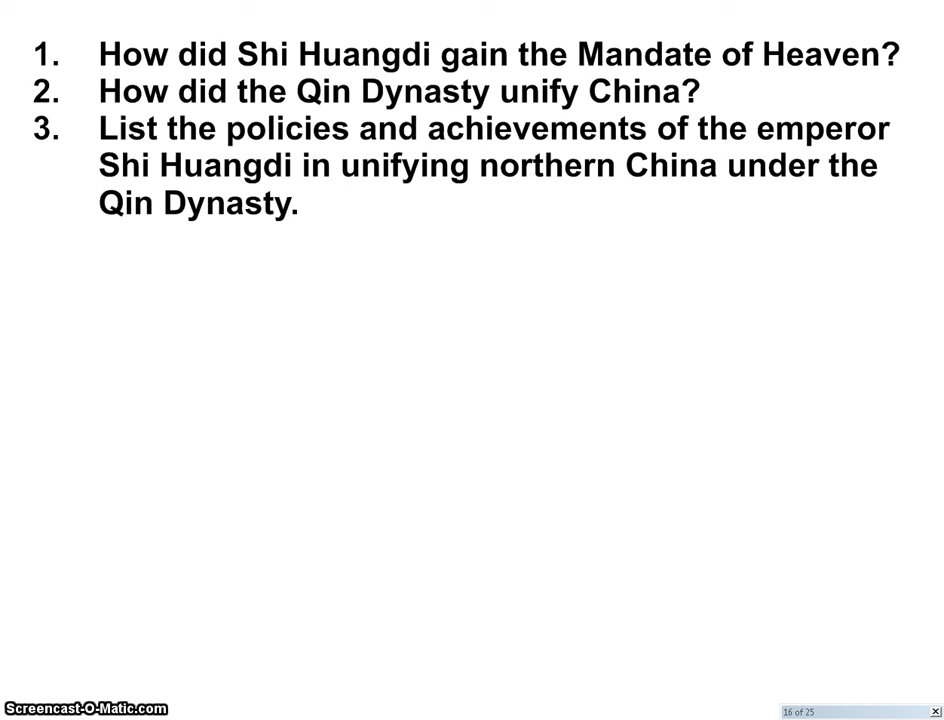 1. How did Shi Huangdi gain the Mandate of Heaven?
2. How did the Qin Dynasty unify China?
3. List the policies and achievements of the emperor
Shi Huangdi in unifying northern China under the
Qin Dynasty.
Screencast-O-Matic.com
16 of 25